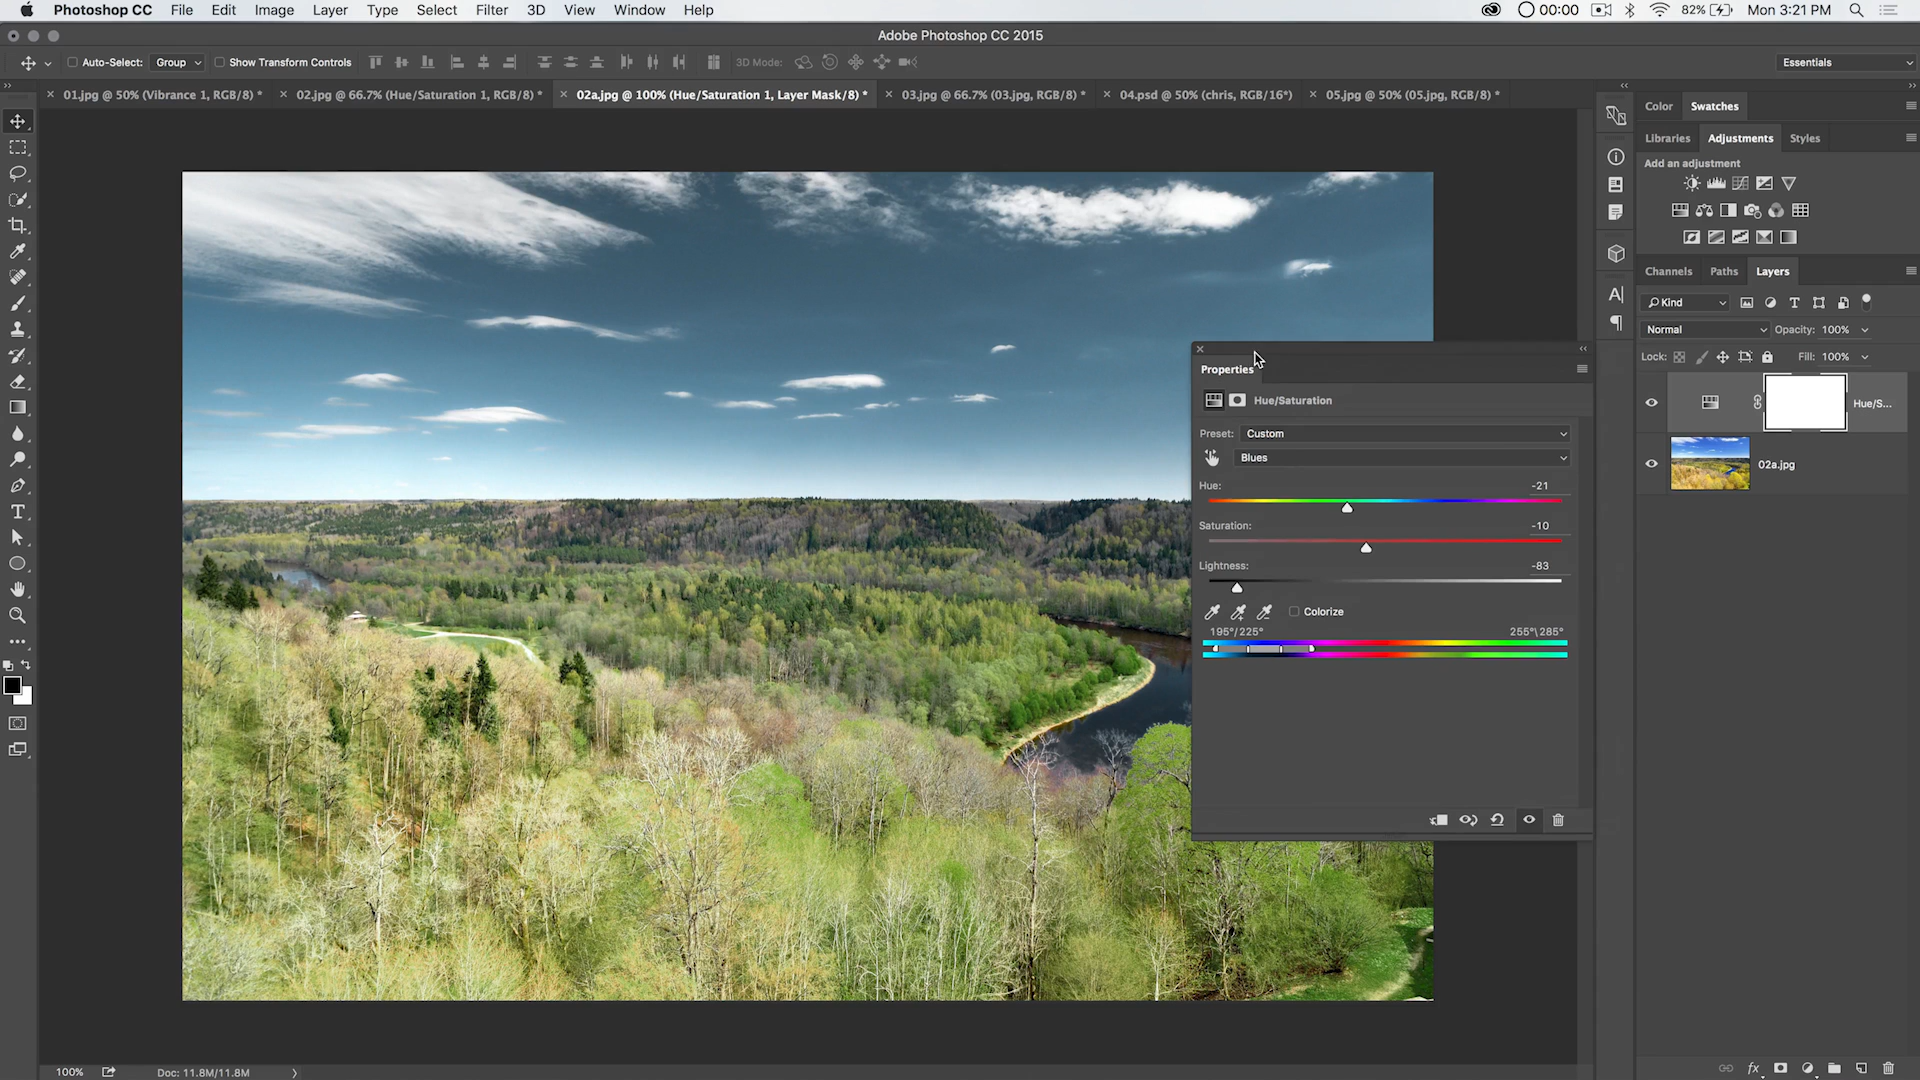 Photoshop CC File Edit Image Layer Type Select Filter 3D View Window Help 00:00 82% Mon 3:21 PM
Adobe Photoshop CC 2015
Auto-Select: Group Show Transform Controls 3D Mode: Essentials
01.jpg @ 50% (Vibrance 1, RGB/8) * 02.jpg @ 66.7% (Hue/Saturation 1, RGB/8) * 02a.jpg @ 100% (Hue/Saturation 1, Layer Mask/8) * 03.jpg @ 66.7% (03.jpg, RGB/8) * 04.psd @ 50% (chris, RGB/16*) 05.jpg @ 50% (05.jpg, RGB/8) *
Color Swatches
Libraries Adjustments Styles
Add an adjustment
Channels Paths Layers
Kind
Normal Opacity: 100%
Lock: Fill: 100%
Hue/S...
02a.jpg
Properties
Hue/Saturation
Preset: Custom
Blues
Hue: -21
Saturation: -10
Lightness: -83
Colorize
195°/225° 255°\285°
100% Doc: 11.8M/11.8M